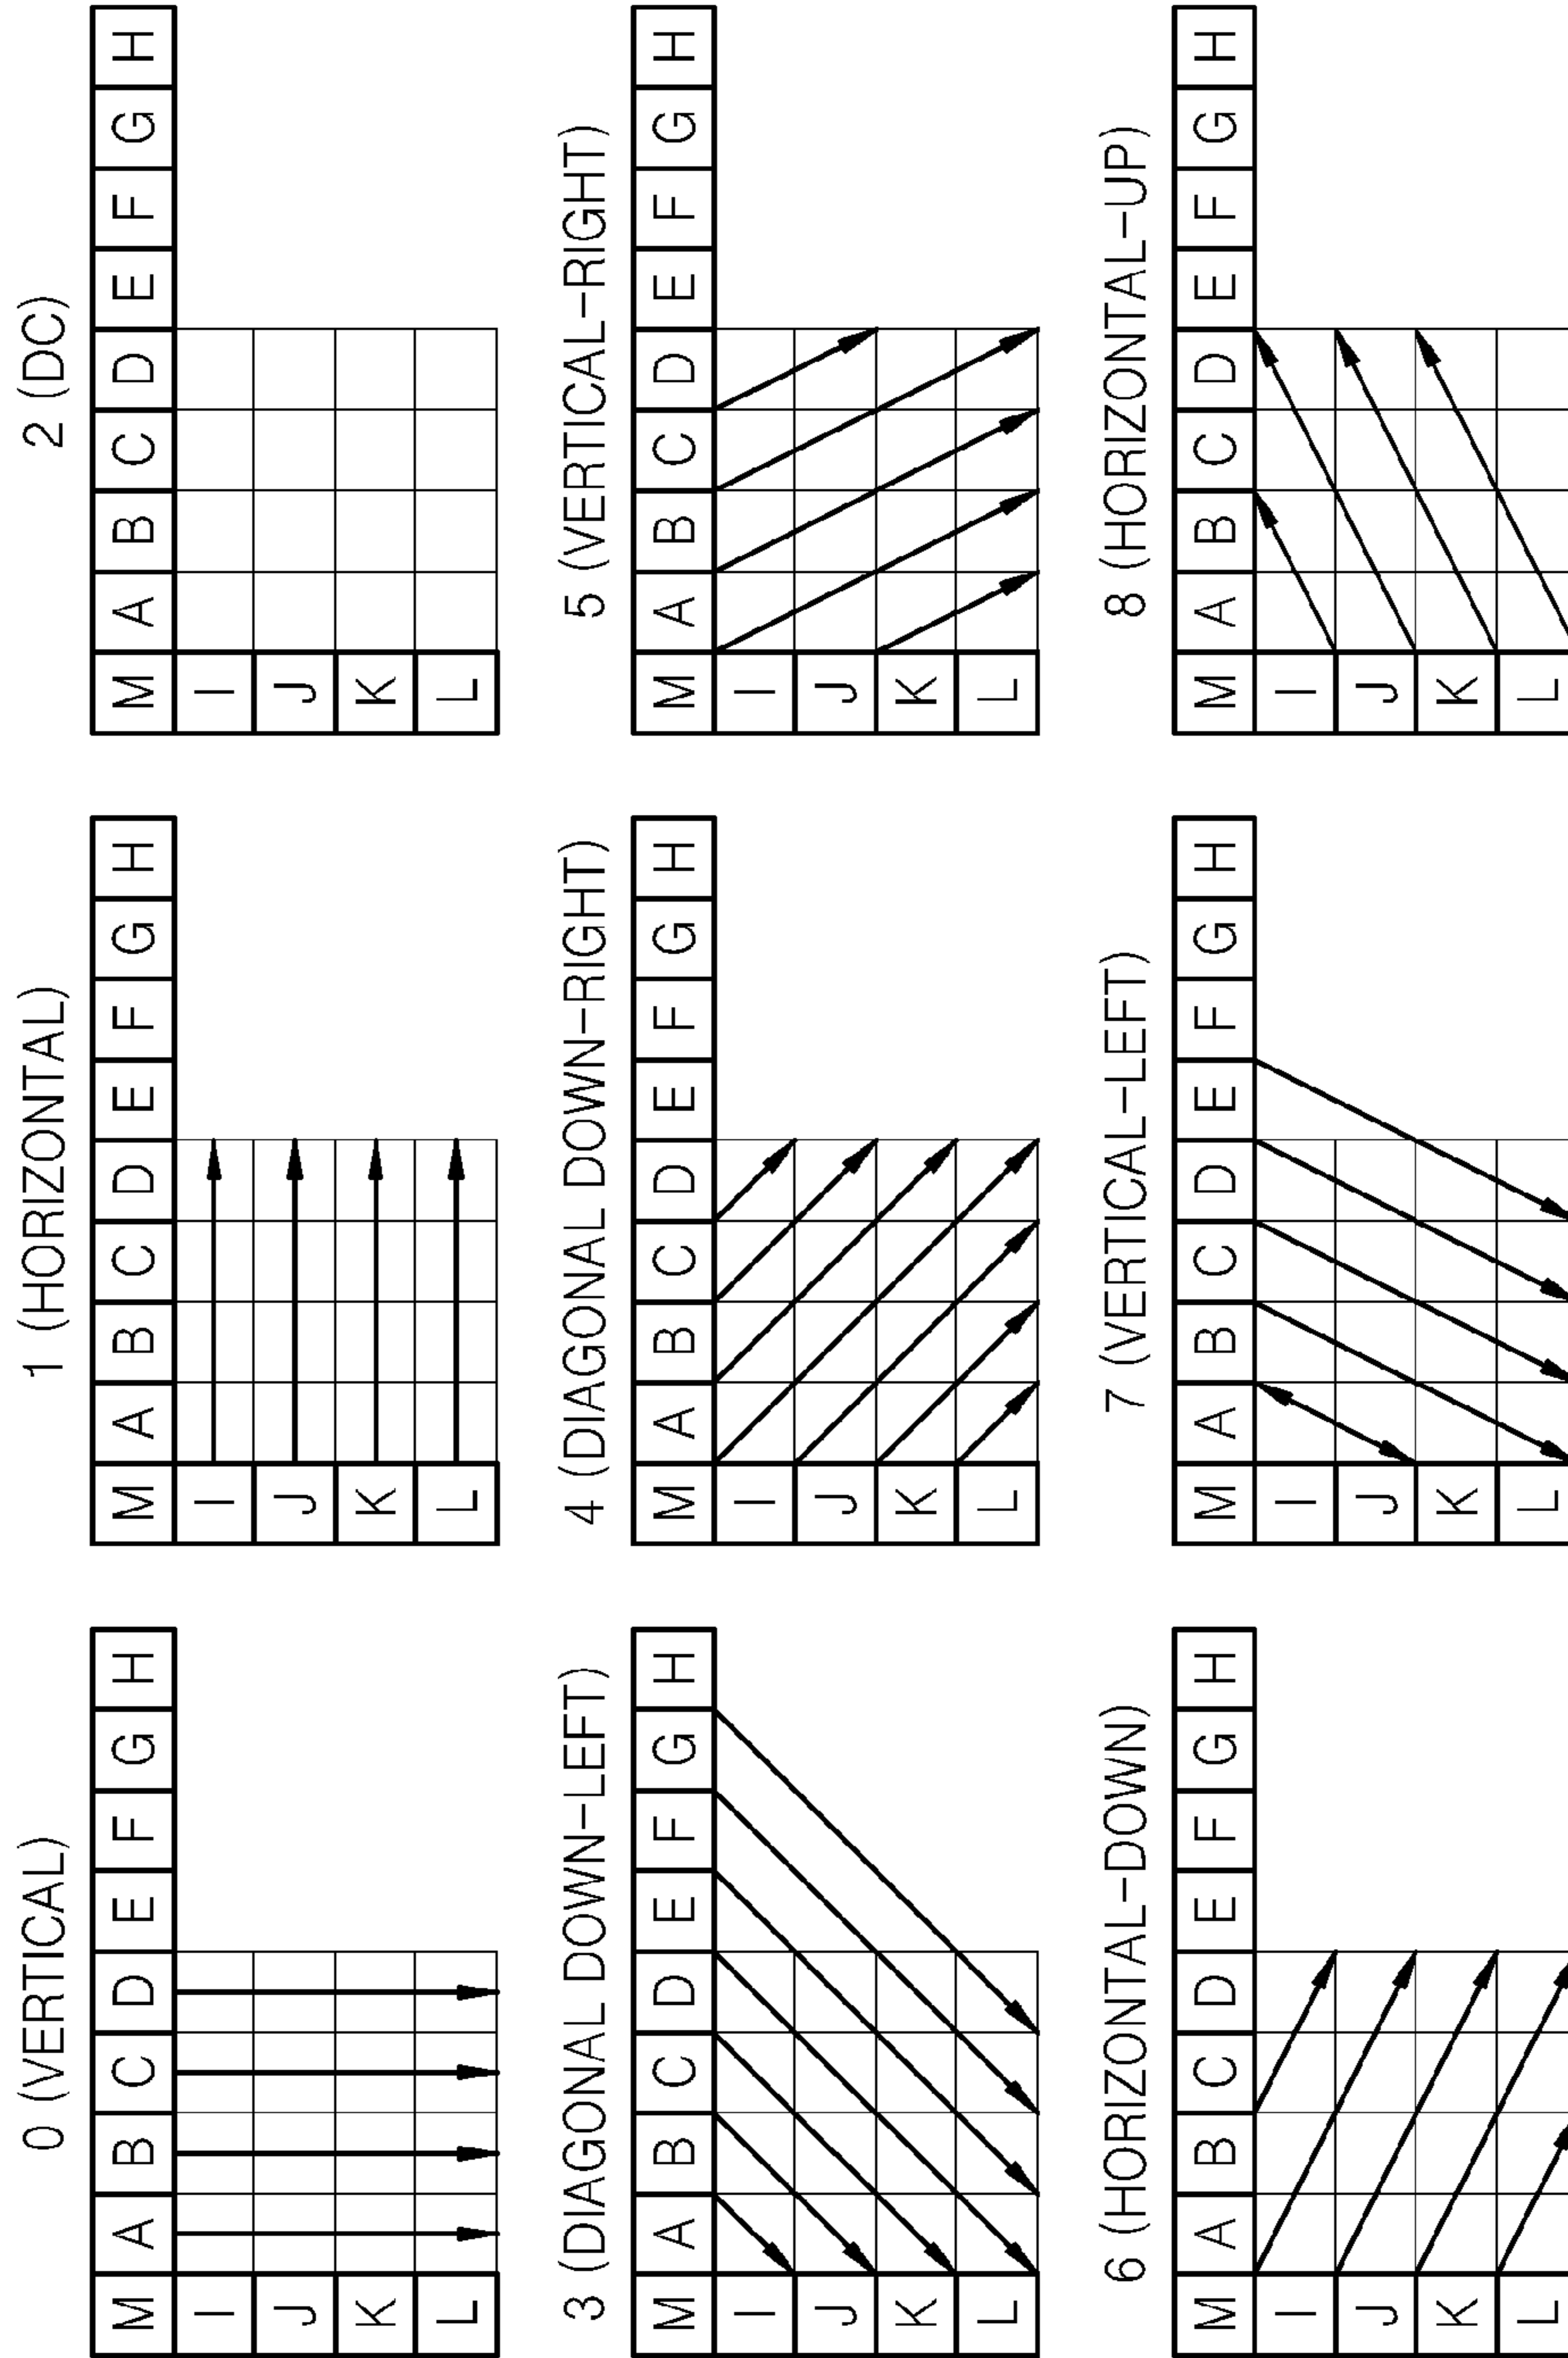 0 (VERTICAL)
M A B C D E F G H
I
J
K
L
1 (HORIZONTAL)
M A B C D E F G H
I
J
K
L
2 (DC)
M A B C D E F G H
I
J
K
L
3 (DIAGONAL DOWN-LEFT)
M A B C D E F G H
I
J
K
L
4 (DIAGONAL DOWN-RIGHT)
M A B C D E F G H
I
J
K
L
5 (VERTICAL-RIGHT)
M A B C D E F G H
I
J
K
L
6 (HORIZONTAL-DOWN)
M A B C D E F G H
I
J
K
L
7 (VERTICAL-LEFT)
M A B C D E F G H
I
J
K
L
8 (HORIZONTAL-UP)
M A B C D E F G H
I
J
K
L